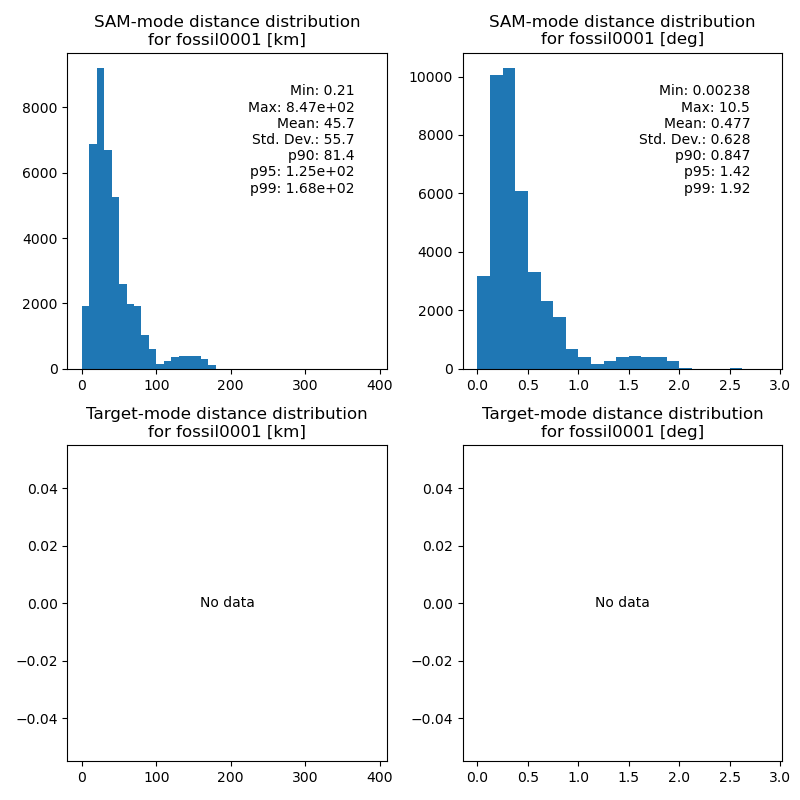 SAM-mode distance distribution
for fossil0001 [km]
Min: 0.21
Max: 8.47e+02
Mean: 45.7
Std. Dev.: 55.7
p90: 81.4
p95: 1.25e+02
p99: 1.68e+02
8000
6000
4000
2000
0
0 100 200 300 400
SAM-mode distance distribution
for fossil0001 [deg]
Min: 0.00238
Max: 10.5
Mean: 0.477
Std. Dev.: 0.628
p90: 0.847
p95: 1.42
p99: 1.92
10000
8000
6000
4000
2000
0
0.0 0.5 1.0 1.5 2.0 2.5 3.0
Target-mode distance distribution
for fossil0001 [km]
0.04
0.02
0.00
−0.02
−0.04
No data
0 100 200 300 400
Target-mode distance distribution
for fossil0001 [deg]
0.04
0.02
0.00
−0.02
−0.04
No data
0.0 0.5 1.0 1.5 2.0 2.5 3.0